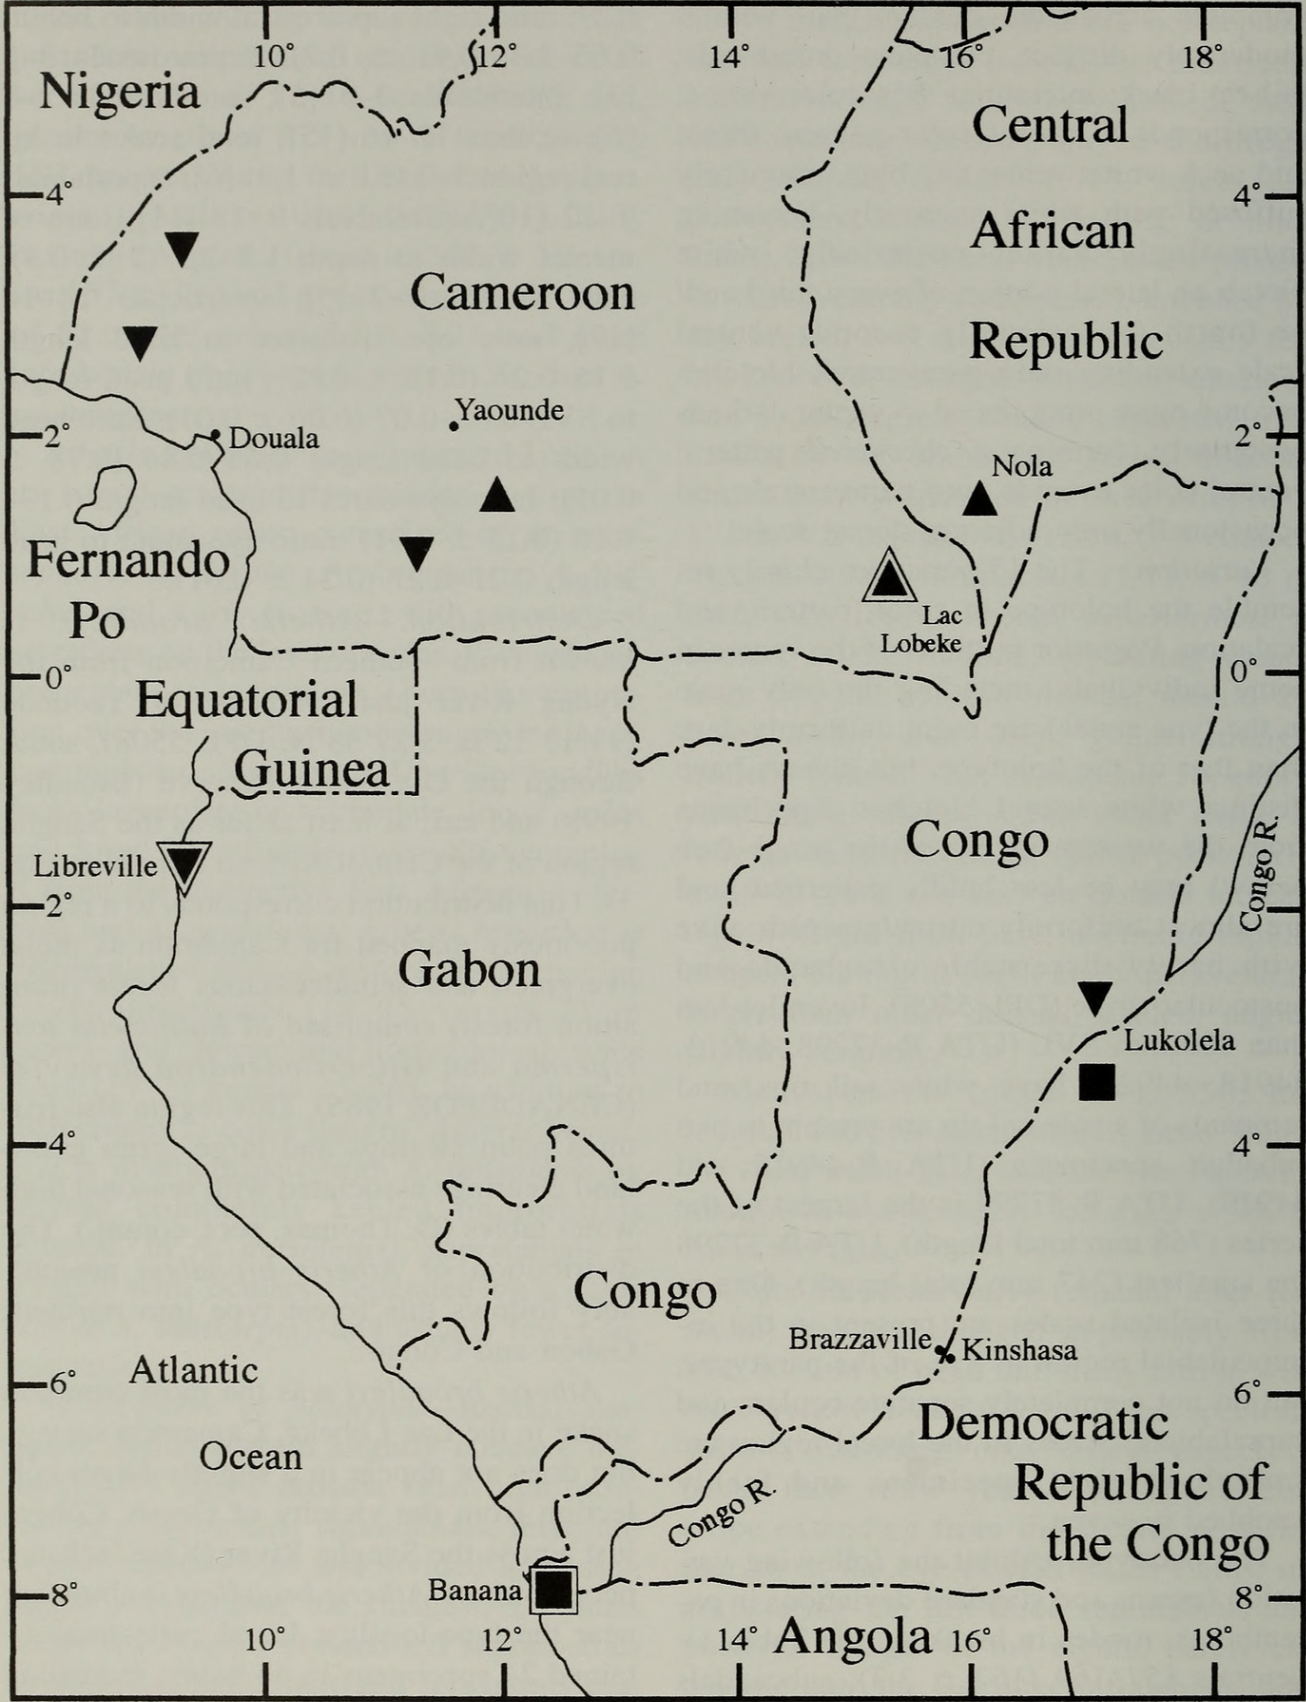 10° 12° 14° 16° 18°
Nigeria
Central
4° 4°
African
Cameroon
Republic
Yaounde
2° Douala 2°
Nola
Fernando
Po
Lac
Lobeke
0° 0°
Equatorial
Guinea
Congo
Congo R.
Libreville
2°
Gabon
Lukolela
4° 4°
Congo
Brazzaville Kinshasa
Atlantic
6° 6°
Democratic
Ocean
Republic of
Congo R.
the Congo
Banana
8° 8°
10° 12° 14° Angola 16° 18°